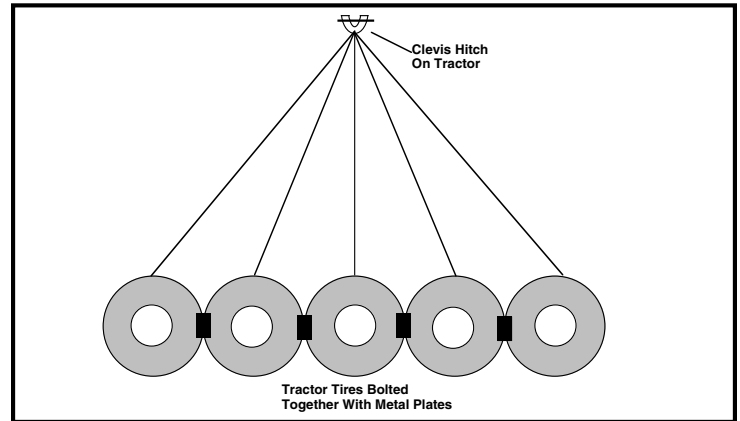 Clevis Hitch
On Tractor
Tractor Tires Bolted
Together With Metal Plates